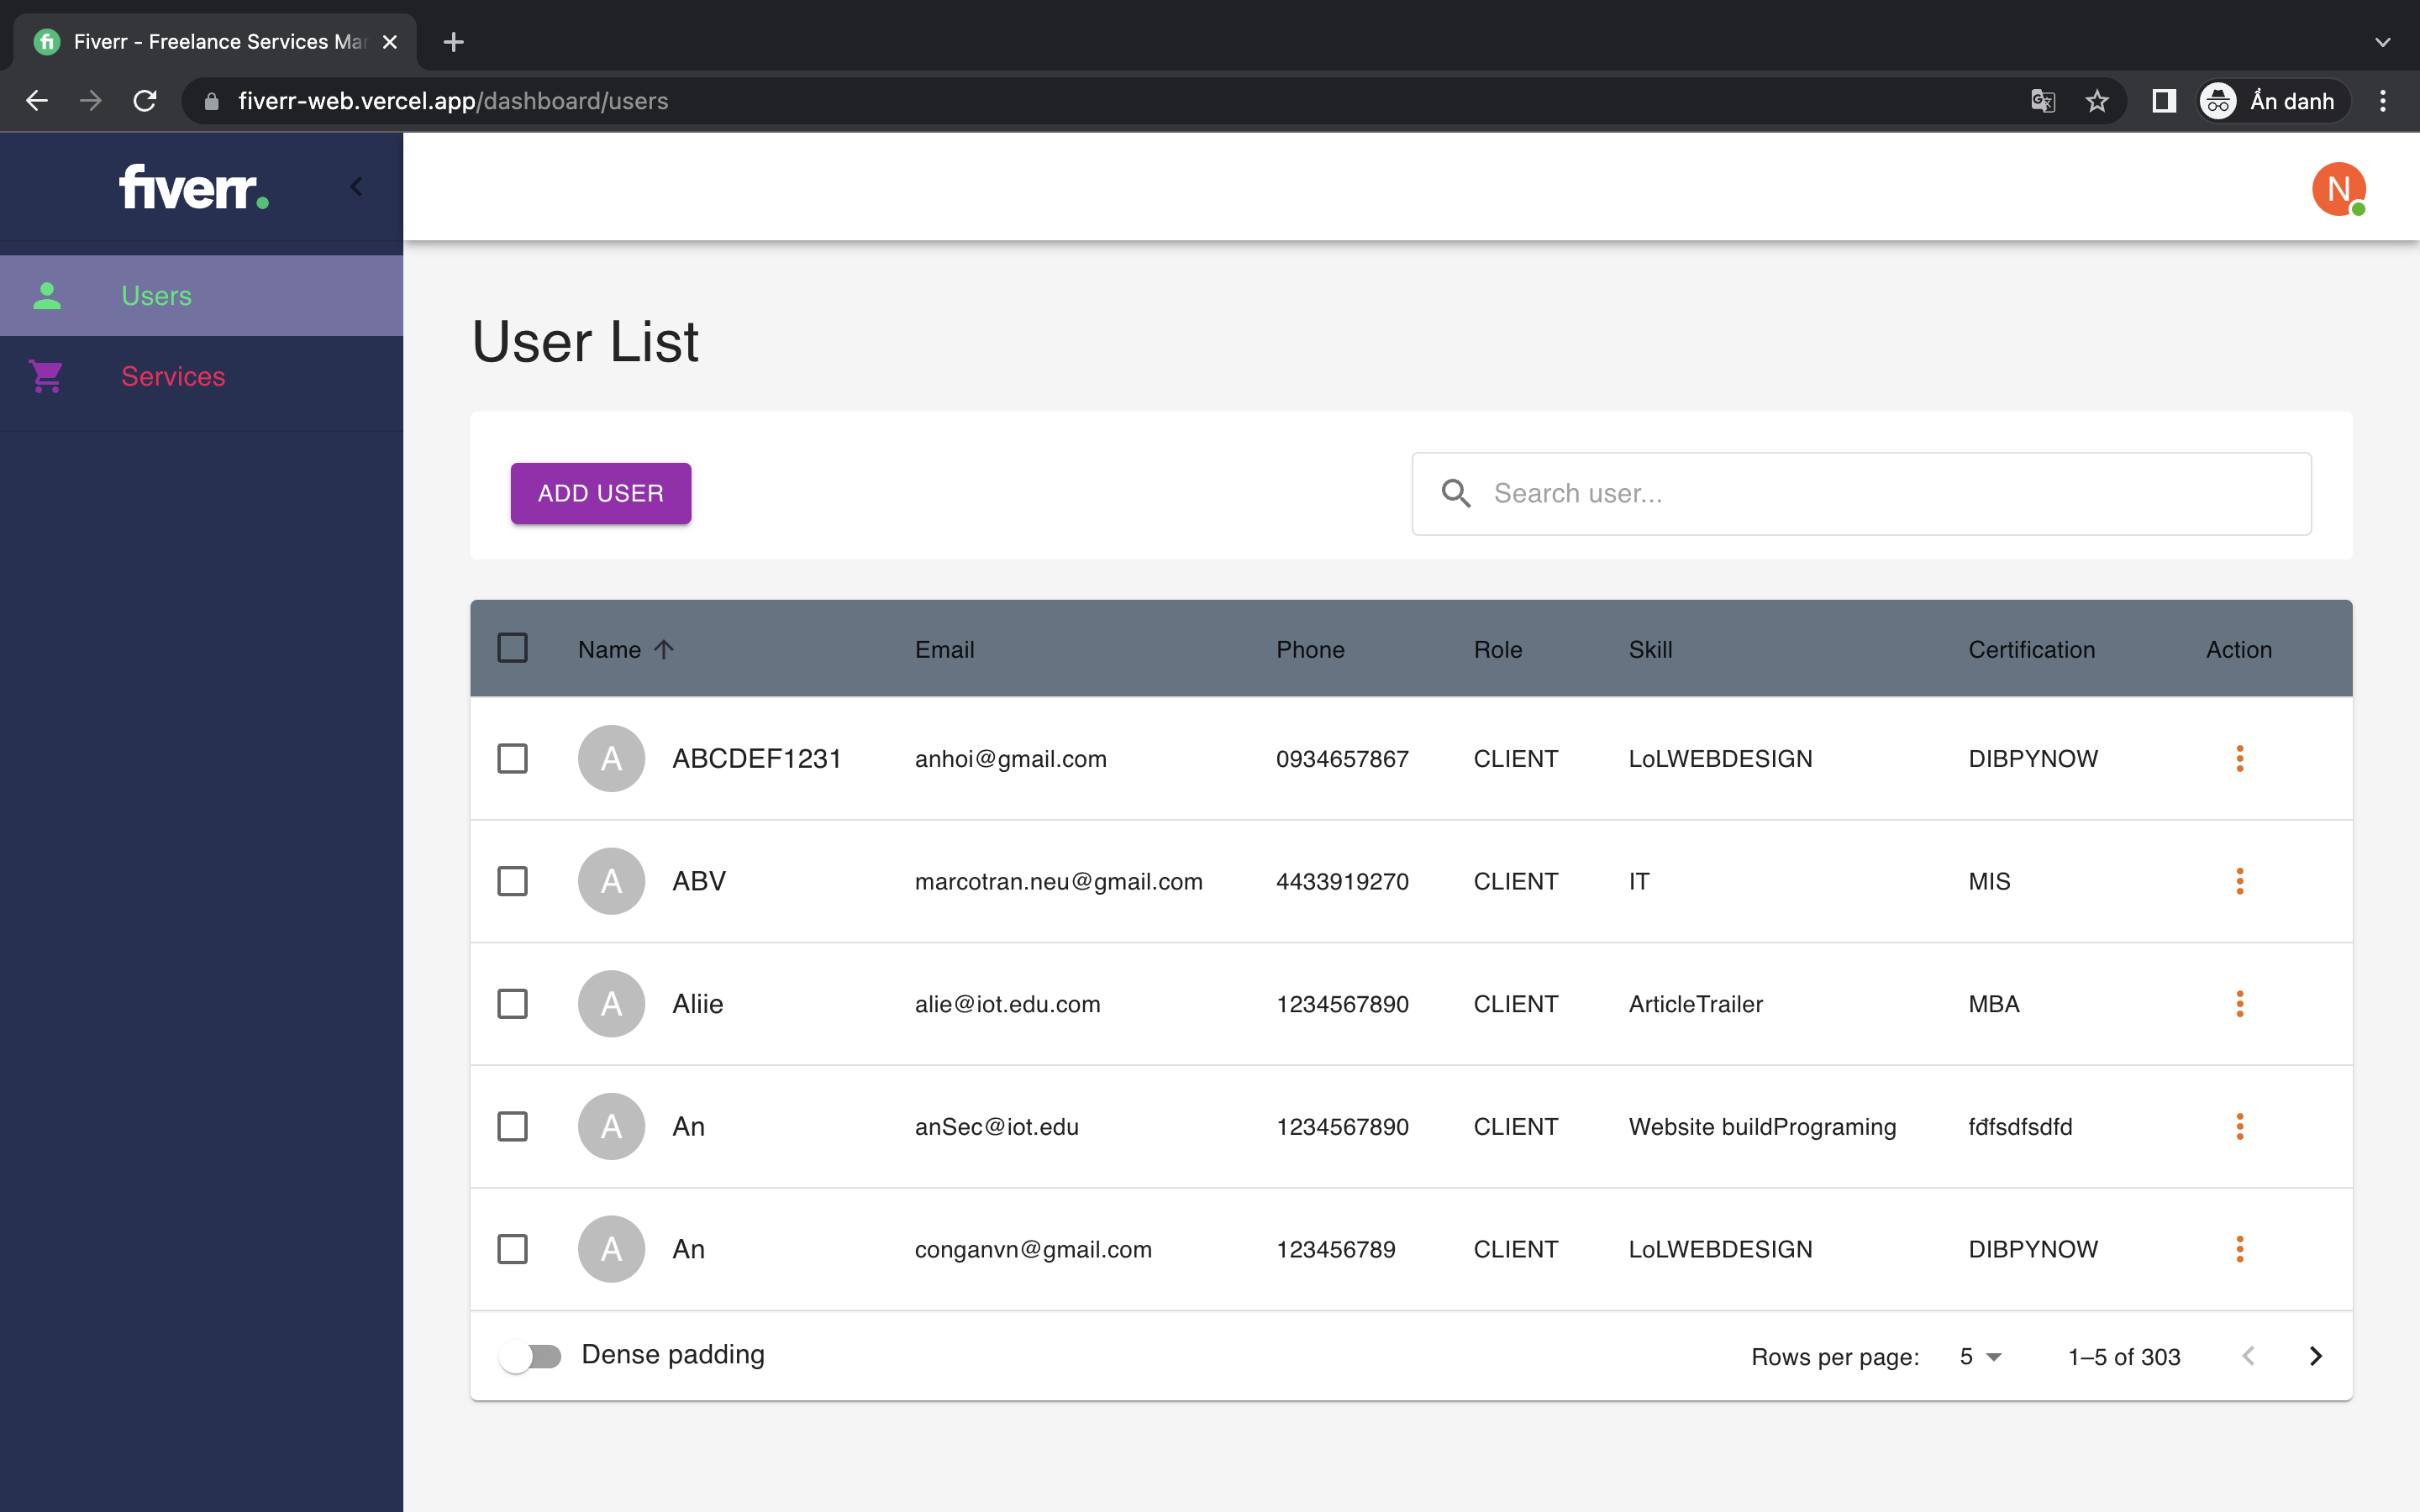 Fiverr - Freelance Services Mar
fiverr-web.vercel.app/dashboard/users
Ẩn danh
fiverr.
N
Users
Services
User List
ADD USER
Search user...
Name Email Phone Role Skill Certification Action
A ABCDEF1231 anhoi@gmail.com 0934657867 CLIENT LoLWEBDESIGN DIBPYNOW
A ABV marcotran.neu@gmail.com 4433919270 CLIENT IT MIS
A Aliie alie@iot.edu.com 1234567890 CLIENT ArticleTrailer MBA
A An anSec@iot.edu 1234567890 CLIENT Website buildPrograming fđfsdfsdfd
A An conganvn@gmail.com 123456789 CLIENT LoLWEBDESIGN DIBPYNOW
Dense padding Rows per page: 5 1–5 of 303